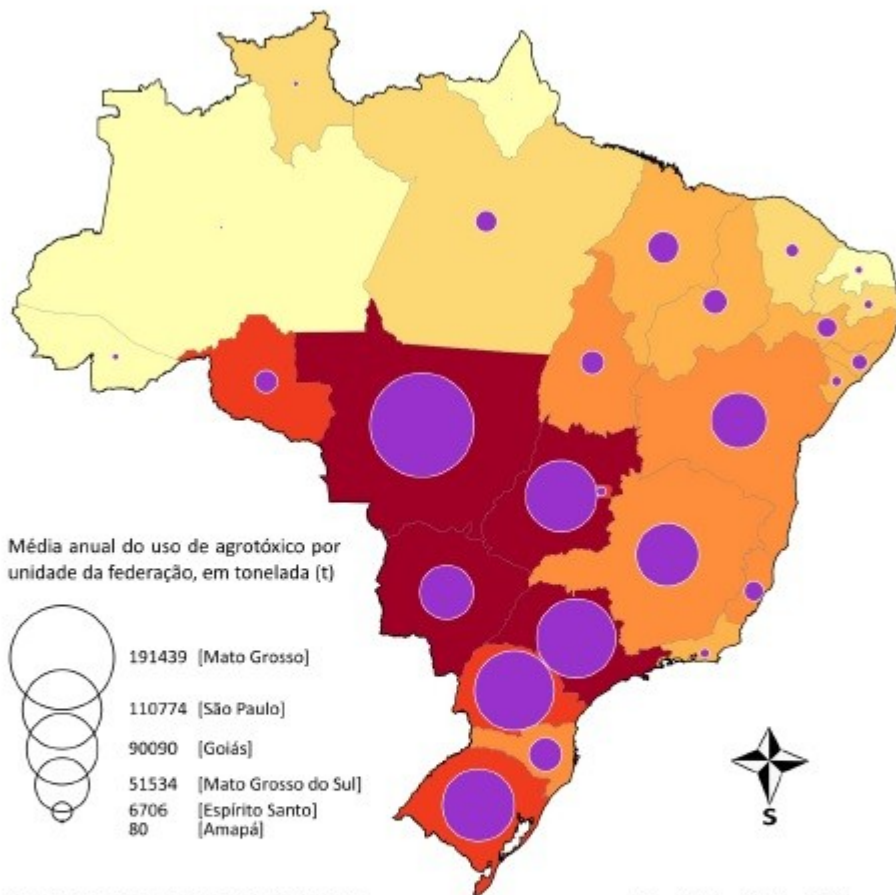 Média anual do uso de agrotóxico por
unidade da federação, em tonelada (t)
191439 [Mato Grosso]
110774 [São Paulo]
90090 [Goiás]
51534 [Mato Grosso do Sul]
6706 [Espírito Santo]
80 [Amapá]
S